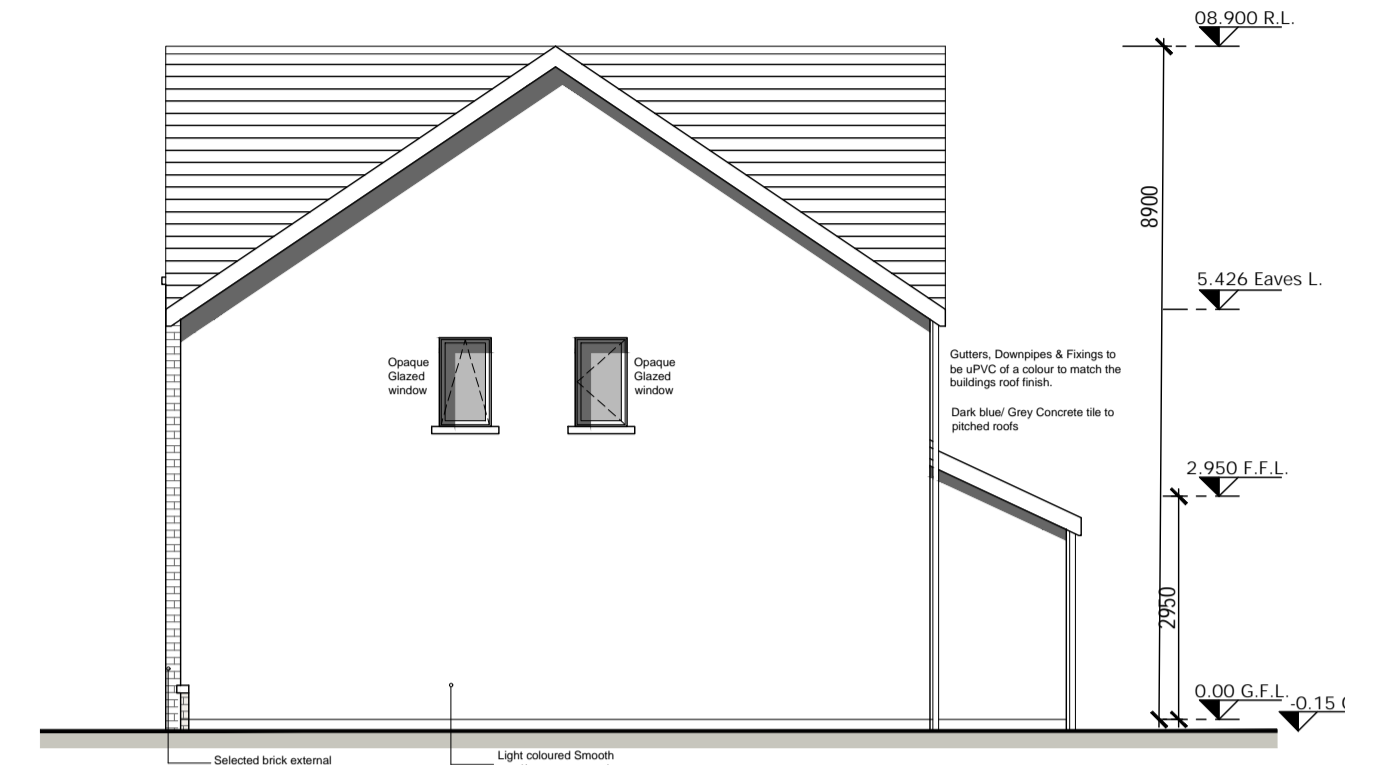 08.900 R.L.
8900
5.426 Eaves L.
Opaque
Glazed
window
Opaque
Glazed
window
Gutters, Downpipes & Fixings to
be uPVC of a colour to match the
buildings roof finish.
Dark blue/ Grey Concrete tile to
pitched roofs
2.950 F.F.L.
2950
0.00 G.F.L.
-0.15
Selected brick external
Light coloured Smooth